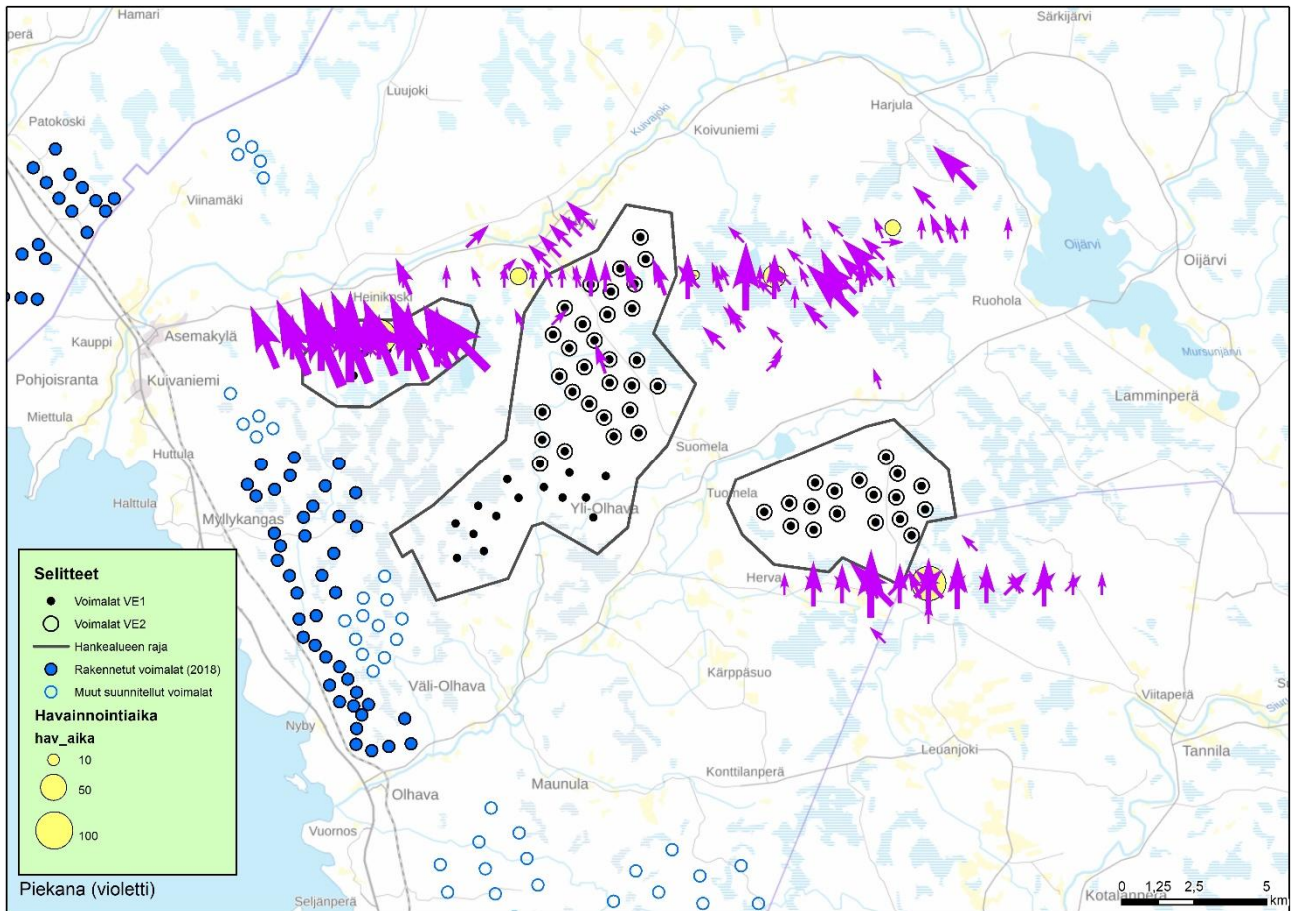 Hamari
Särkijärvi
perä
Luujoki
Harjula
Patokoski
Kuivajoki
Koivuniemi
Viinamäki
Oijärvi
Oijärvi
Heinikoski
Ruohola
Asemakylä
Kauppi
Mursunjärvi
Pohjoisranta
Kuivaniemi
Lamminperä
Miettula
Suomela
Huttula
Tuomela
Halttula
Yli-Olhava
Myllykangas
Herva
Selitteet
Voimalat VE1
Voimalat VE2
Hankealueen raja
Rakennetut voimalat (2018)
Muut suunnitellut voimalat
Havainnointiaika
hav_aika
10
50
100
Kärppäsuo
Väli-Olhava
Viitaperä
Nyby
Leuanjoki
Tannila
Konttilanperä
Maunula
Olhava
Vuornos
Piekana (violetti)
Seljänperä
Kotalanperä
0 1,25 2,5 5
km